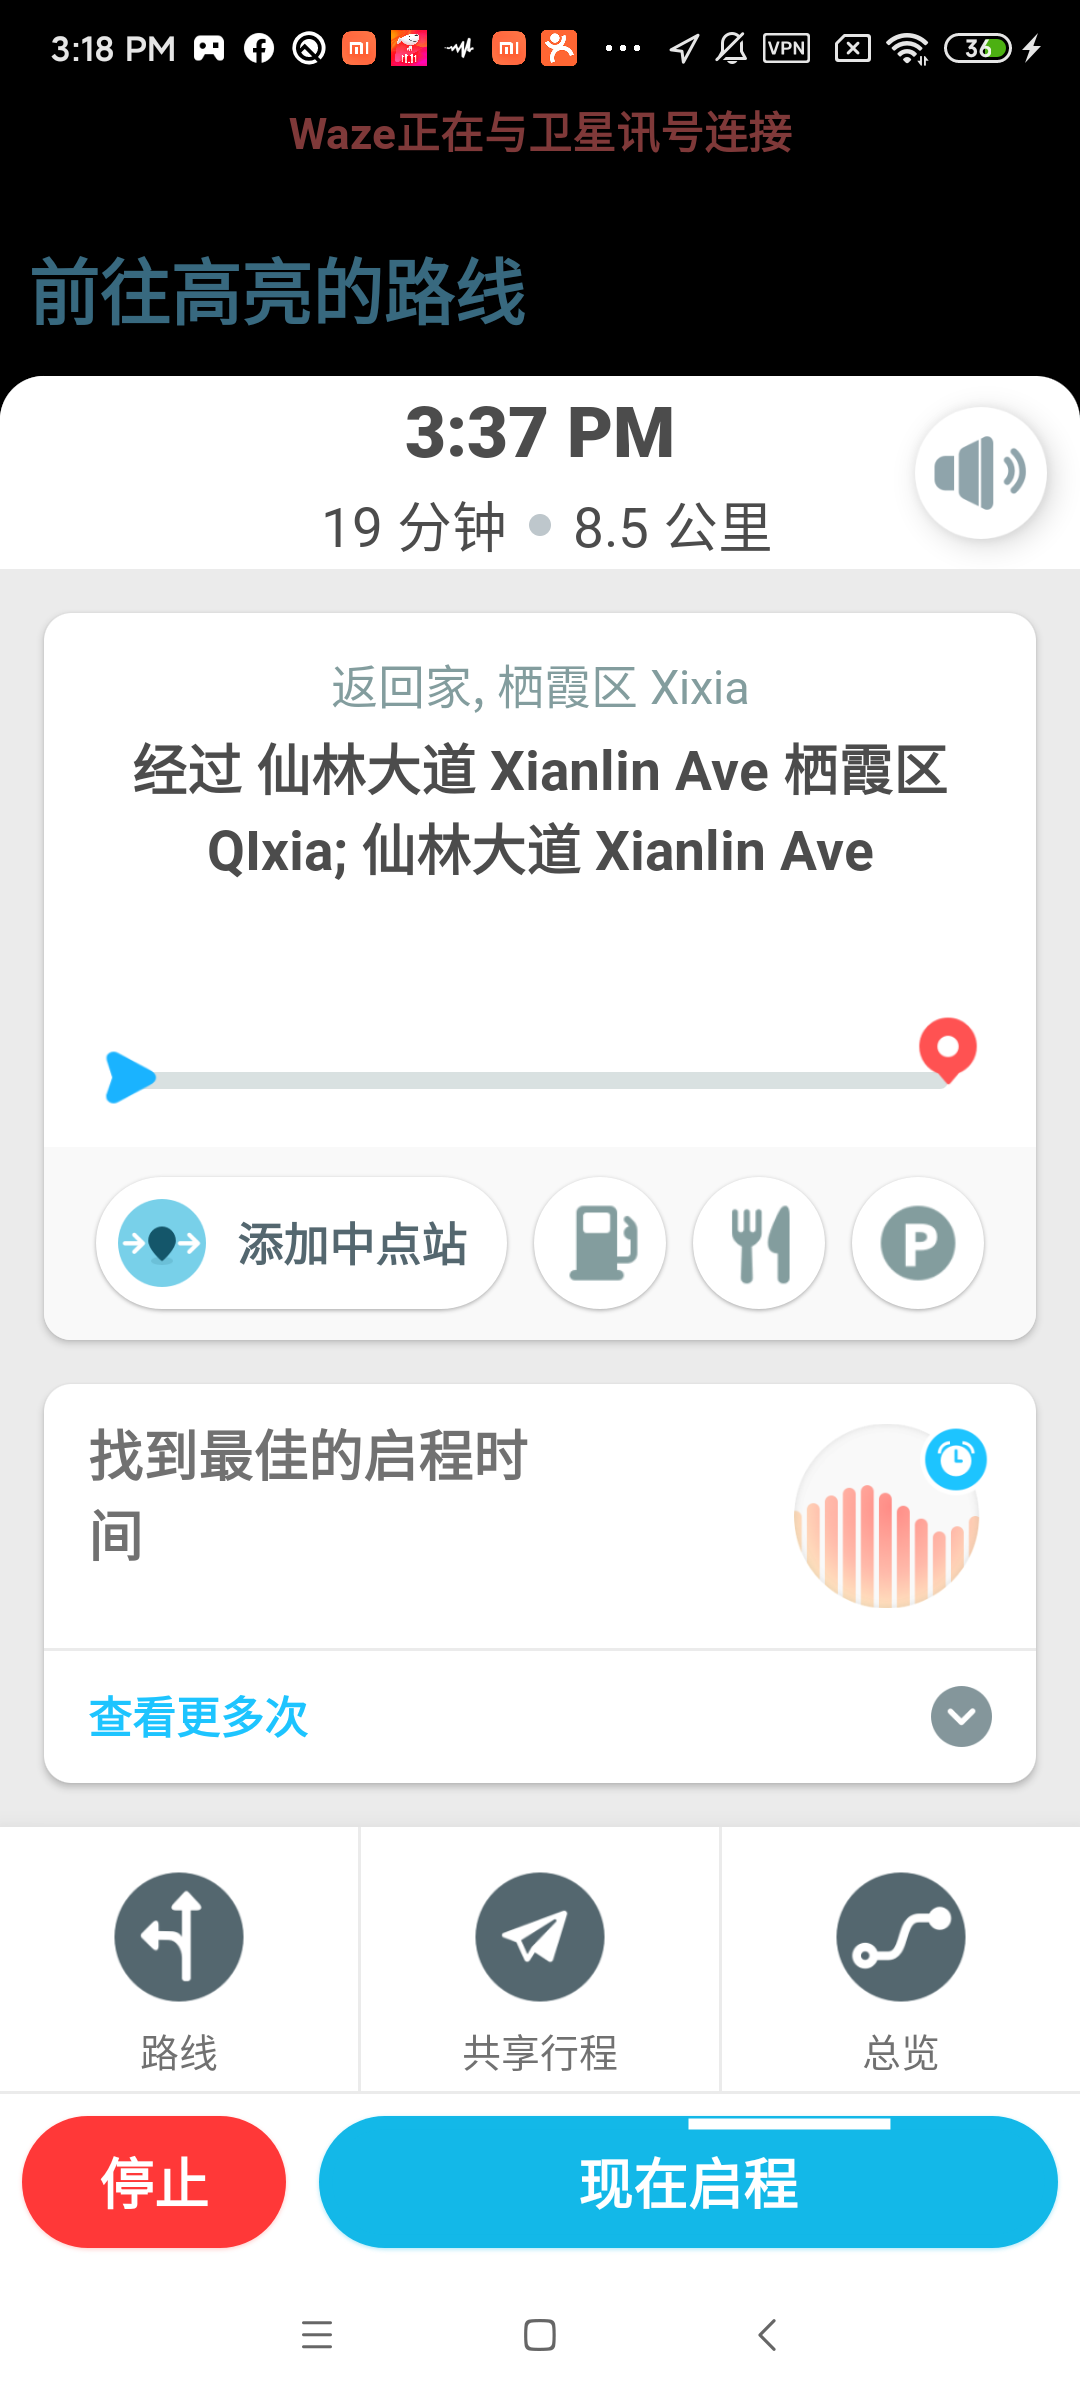 3:18 PM
VPN
36
Waze正在与卫星讯号连接
前往高亮的路线
3:37 PM
19 分钟 • 8.5 公里
返回家, 栖霞区 Xixia
经过 仙林大道 Xianlin Ave 栖霞区
QIxia; 仙林大道 Xianlin Ave
添加中点站
P
找到最佳的启程时
间
查看更多次
路线
共享行程
总览
停止
现在启程